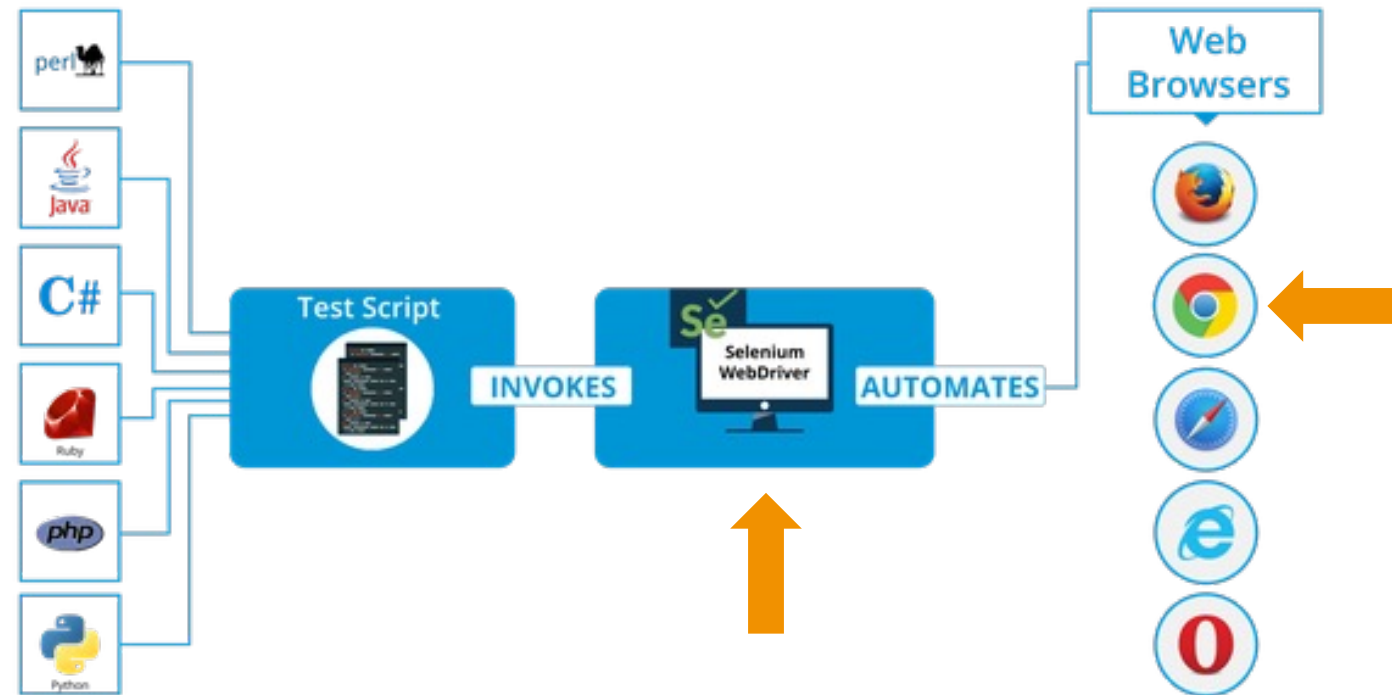 perl
Java
C#
Ruby
php
Python
Test Script
INVOKES
Se
Selenium
WebDriver
AUTOMATES
Web
Browsers